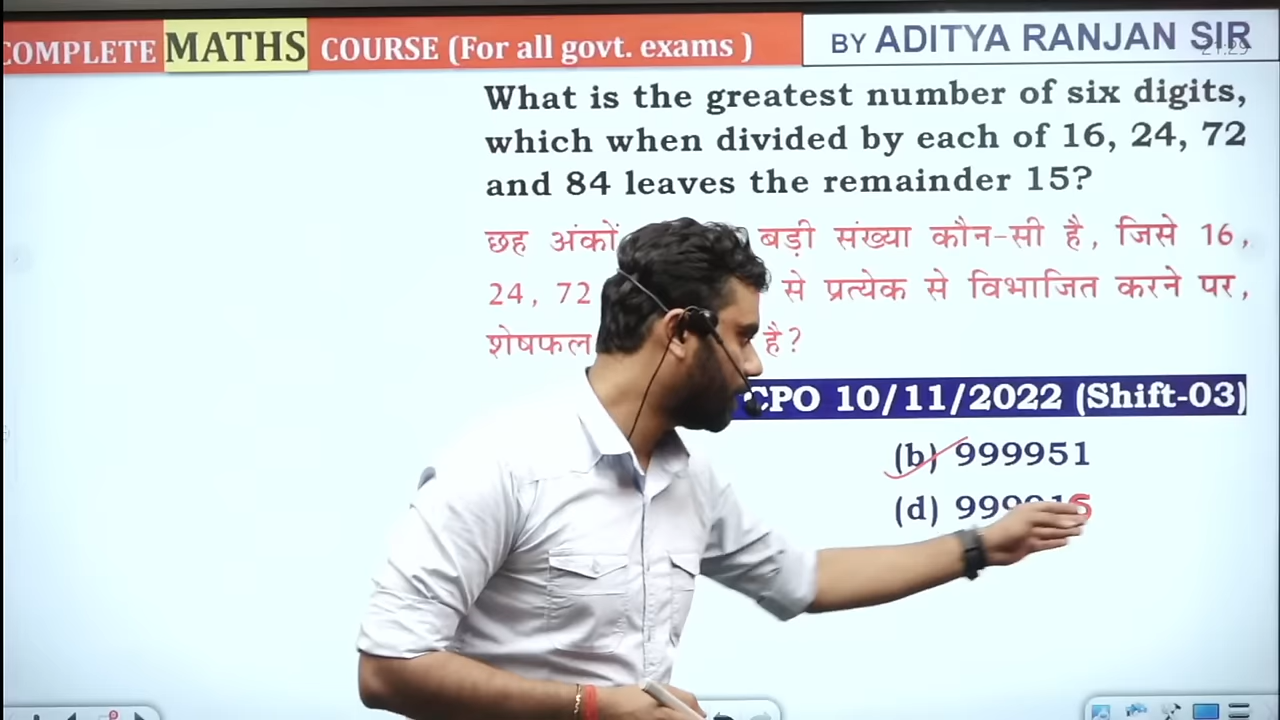 COMPLETE MATHS COURSE (For all govt. exams )
BY ADITYA RANJAN SIR
21:29
What is the greatest number of six digits,
which when divided by each of 16, 24, 72
and 84 leaves the remainder 15?
छह अंकों बड़ी संख्या कौन-सी है, जिसे 16,
24, 72 से प्रत्येक से विभाजित करने पर,
शेषफल है?
CPO 10/11/2022 (Shift-03)
(b) 999951
(d)